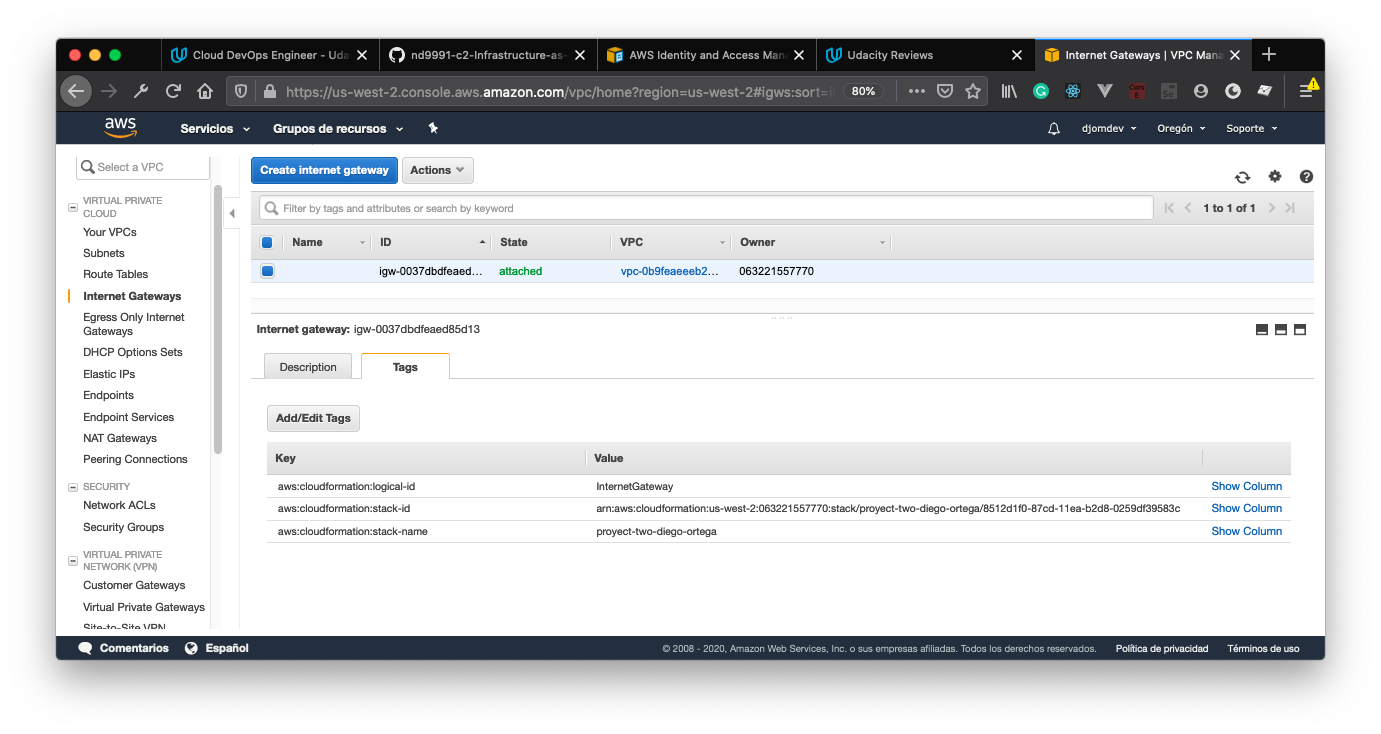 Cloud DevOps Engineer - Uda
nd9991-c2-Infrastructure-as-
AWS Identity and Access Mana
Udacity Reviews
Internet Gateways | VPC Mana
https://us-west-2.console.aws.amazon.com/vpc/home?region=us-west-2#igws:sort=i
80%
aws
Servicios
Grupos de recursos
djomdev
Oregón
Soporte
Select a VPC
VIRTUAL PRIVATE
CLOUD
Your VPCs
Subnets
Route Tables
Internet Gateways
Egress Only Internet
Gateways
DHCP Options Sets
Elastic IPs
Endpoints
Endpoint Services
NAT Gateways
Peering Connections
SECURITY
Network ACLs
Security Groups
VIRTUAL PRIVATE
NETWORK (VPN)
Customer Gateways
Virtual Private Gateways
Site-to-Site VPN
Create internet gateway
Actions
Filter by tags and attributes or search by keyword
1 to 1 of 1
Name ID State VPC Owner
igw-0037dbdfeaed... attached vpc-0b9feaeeeb2... 063221557770
Internet gateway: igw-0037dbdfeaed85d13
Description
Tags
Add/Edit Tags
Key Value
aws:cloudformation:logical-id InternetGateway Show Column
aws:cloudformation:stack-id arn:aws:cloudformation:us-west-2:063221557770:stack/proyect-two-diego-ortega/8512d1f0-87cd-11ea-b2d8-0259df39583c Show Column
aws:cloudformation:stack-name proyect-two-diego-ortega Show Column
Comentarios
Español
© 2008 - 2020, Amazon Web Services, Inc. o sus empresas afiliadas. Todos los derechos reservados.
Política de privacidad
Términos de uso